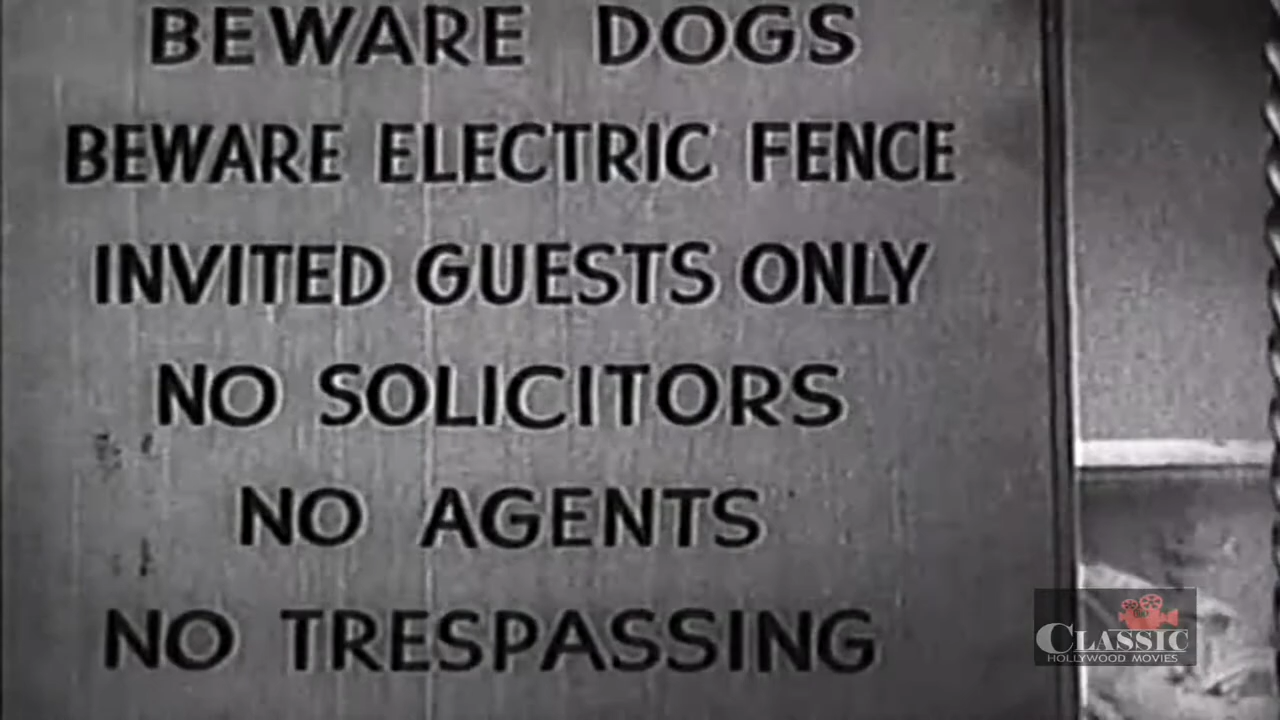 BEWARE DOGS
BEWARE ELECTRIC FENCE
INVITED GUESTS ONLY
NO SOLICITORS
NO AGENTS
NO TRESPASSING
CLASSIC
HOLLYWOOD MOVIES